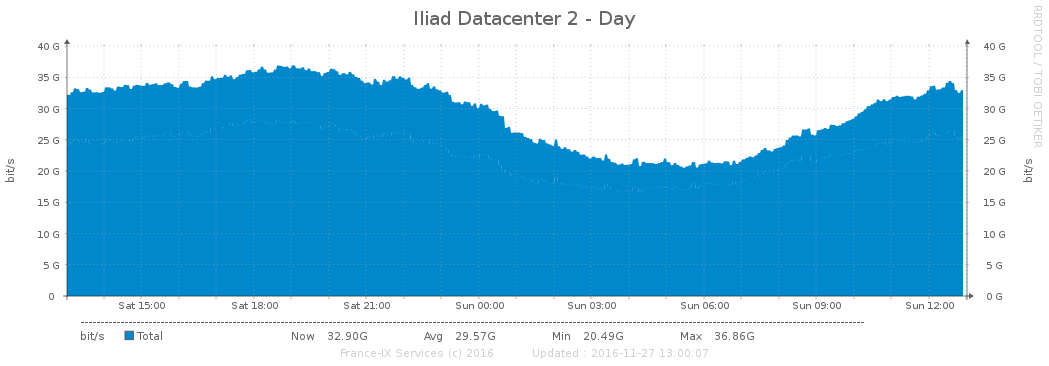 Iliad Datacenter 2 - Day
RRDTOOL / TOBI OETIKER
40 G 40 G
35 G 35 G
30 G 30 G
25 G 25 G
20 G 20 G
15 G 15 G
10 G 10 G
5 G 5 G
0 0 G
bit/s bit/s
Sat 15:00 Sat 18:00 Sat 21:00 Sun 00:00 Sun 03:00 Sun 06:00 Sun 09:00 Sun 12:00
bit/s Total Now 32.90G Avg 29.57G Min 20.49G Max 36.86G
France-IX Services (c) 2016 Updated : 2016-11-27 13:00:07